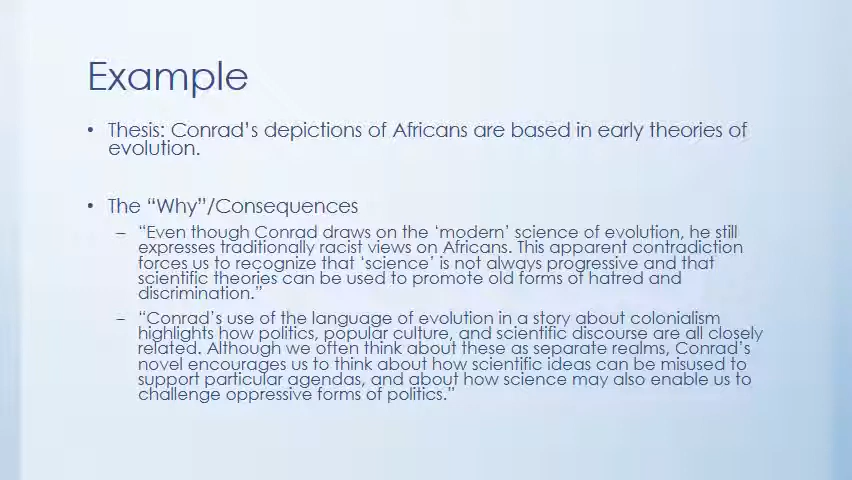 Example
• Thesis: Conrad’s depictions of Africans are based in early theories of
evolution.
• The “Why”/Consequences
– “Even though Conrad draws on the ‘modern’ science of evolution, he still
expresses traditionally racist views on Africans. This apparent contradiction
forces us to recognize that ‘science’ is not always progressive and that
scientific theories can be used to promote old forms of hatred and
discrimination.”
– “Conrad’s use of the language of evolution in a story about colonialism
highlights how politics, popular culture, and scientific discourse are all closely
related. Although we often think about these as separate realms, Conrad’s
novel encourages us to think about how scientific ideas can be misused to
support particular agendas, and about how science may also enable us to
challenge oppressive forms of politics.”